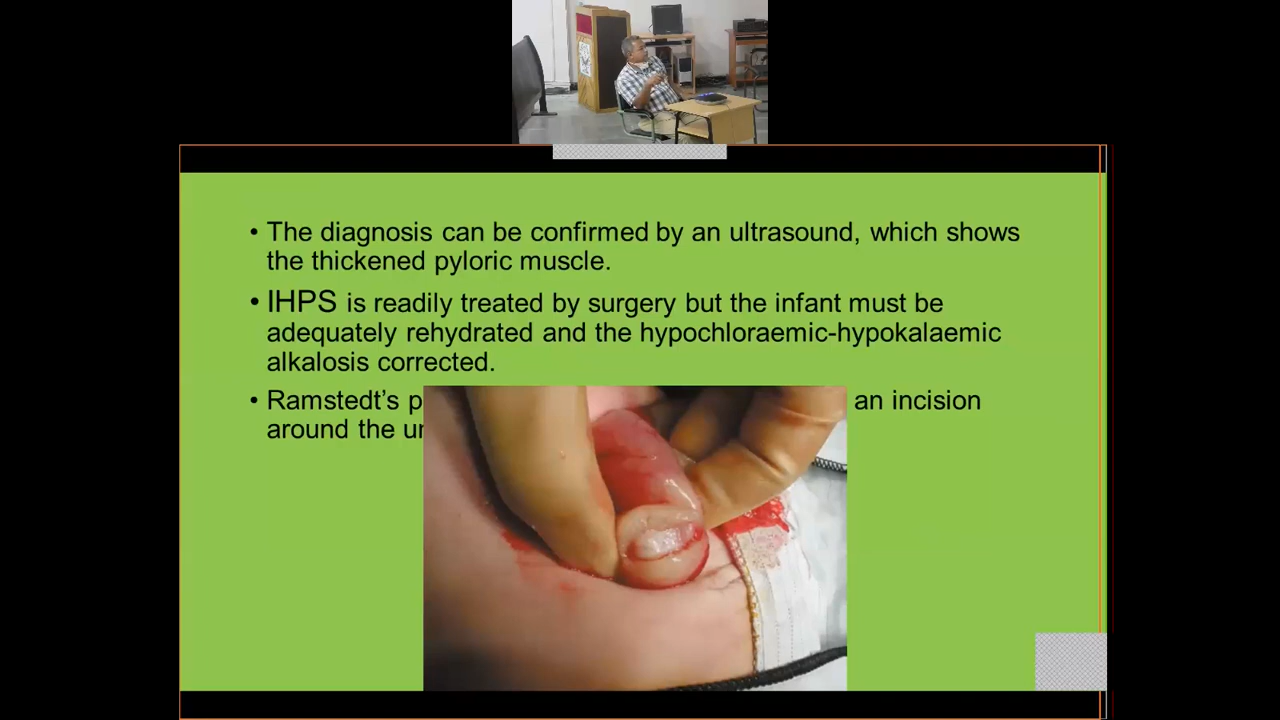 • The diagnosis can be confirmed by an ultrasound, which shows
the thickened pyloric muscle.
• IHPS is readily treated by surgery but the infant must be
adequately rehydrated and the hypochloraemic-hypokalaemic
alkalosis corrected.
• Ramstedt’s an incision
around the